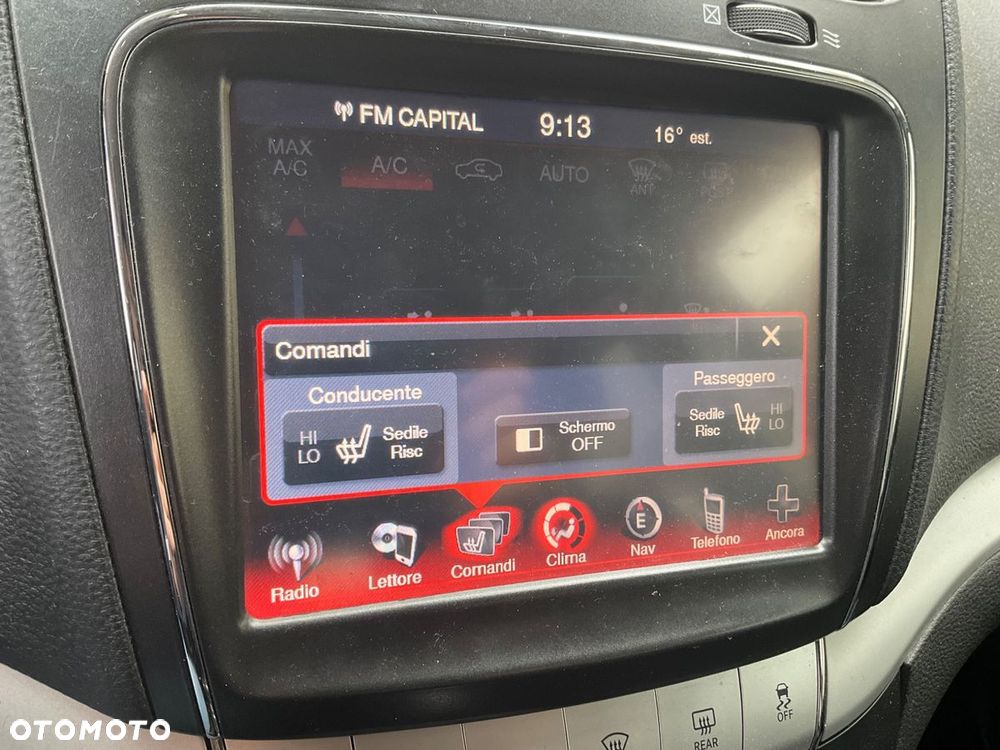 FM CAPITAL 9:13 16° est.
MAX
A/C
A/C
AUTO
ANT
Comandi
Conducente
HI
LO
Sedile
Risc
Schermo
OFF
Passeggero
Sedile
Risc
HI
LO
Radio
Lettore
Comandi
Clima
E
Nav
Telefono
Ancora
REAR
OFF
OTOMOTO